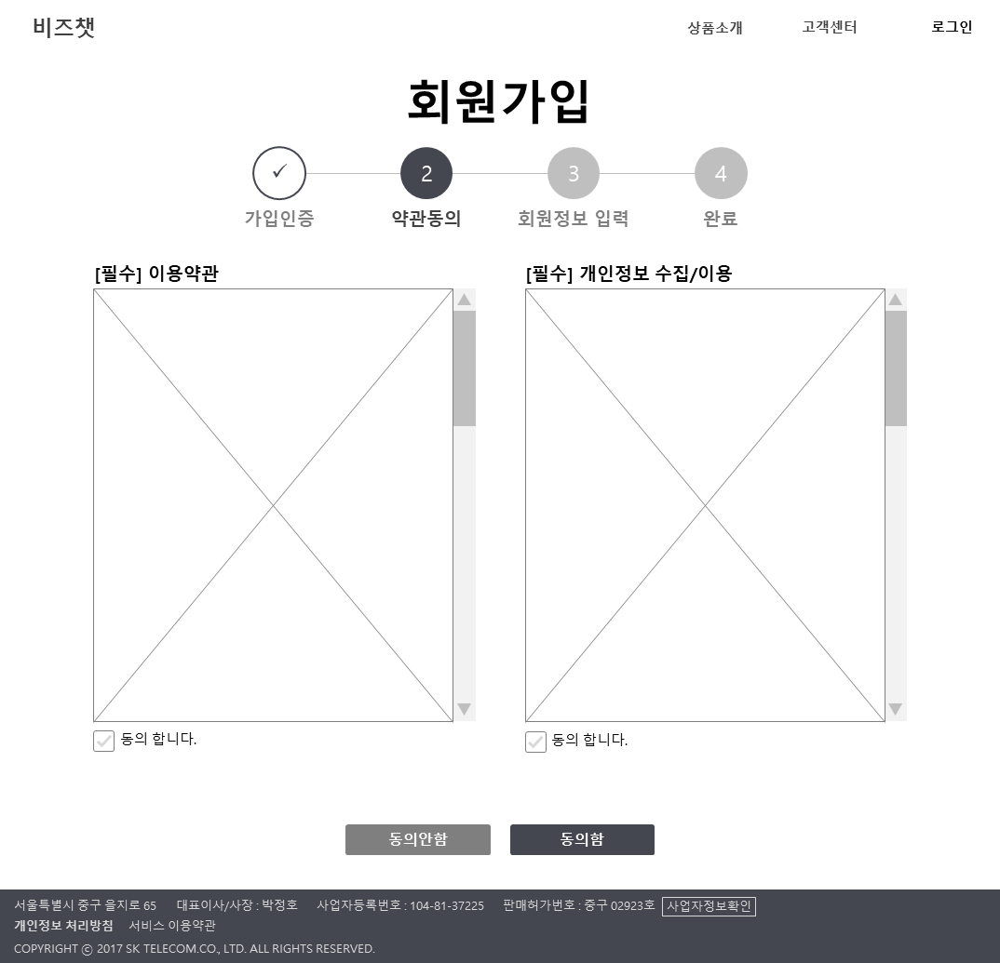 비즈챗 상품소개 고객센터 로그인
회원가입
✓ 2 3 4
가입인증 약관동의 회원정보 입력 완료
[필수] 이용약관 [필수] 개인정보 수집/이용
동의 합니다. 동의 합니다.
동의안함 동의함
서울특별시 중구 을지로 65 대표이사/사장 : 박정호 사업자등록번호 : 104-81-37225 판매허가번호 : 중구 02923호 사업자정보확인
개인정보 처리방침 서비스 이용약관
COPYRIGHT ⓒ 2017 SK TELECOM.CO., LTD. ALL RIGHTS RESERVED.